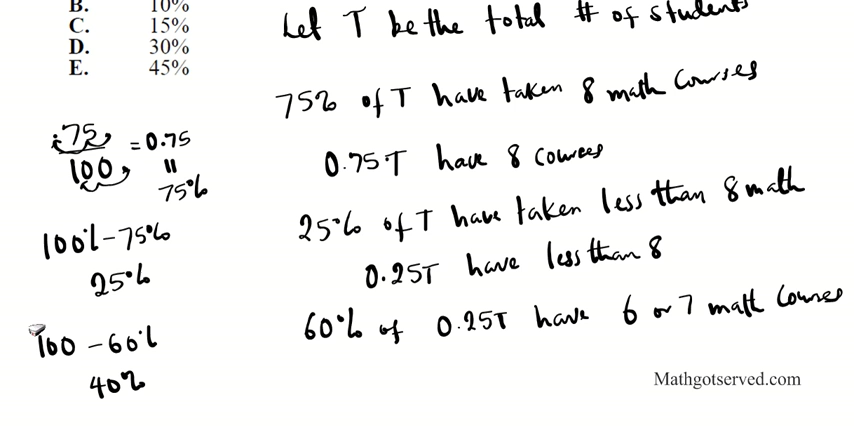 B. 10%
C. 15%
D. 30%
E. 45%
Let T be the total # of students
75% of T have taken 8 math courses
75
100
= 0.75
75%
0.75T have 8 courses
100% - 75%
25%
25% of T have taken less than 8 math
0.25T have less than 8
60% of 0.25T have 6 or 7 math courses
100 - 60%
40%
Mathgotserved.com